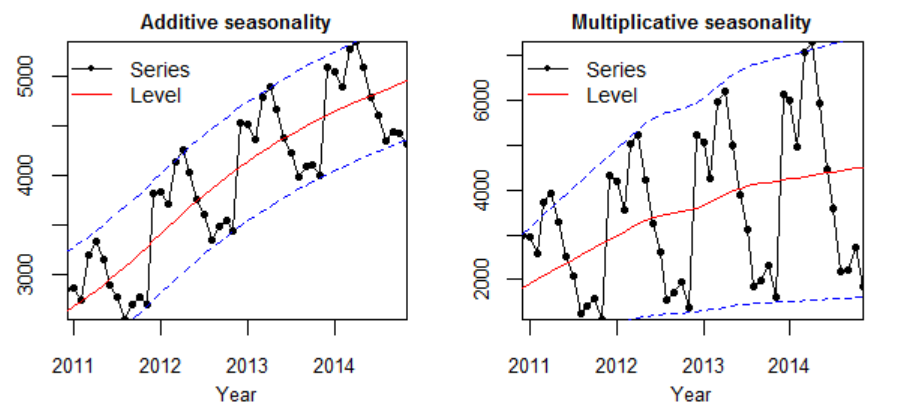 Additive seasonality
Series
Level
5000
4000
3000
2011 2012 2013 2014
Year
Multiplicative seasonality
Series
Level
6000
4000
2000
2011 2012 2013 2014
Year